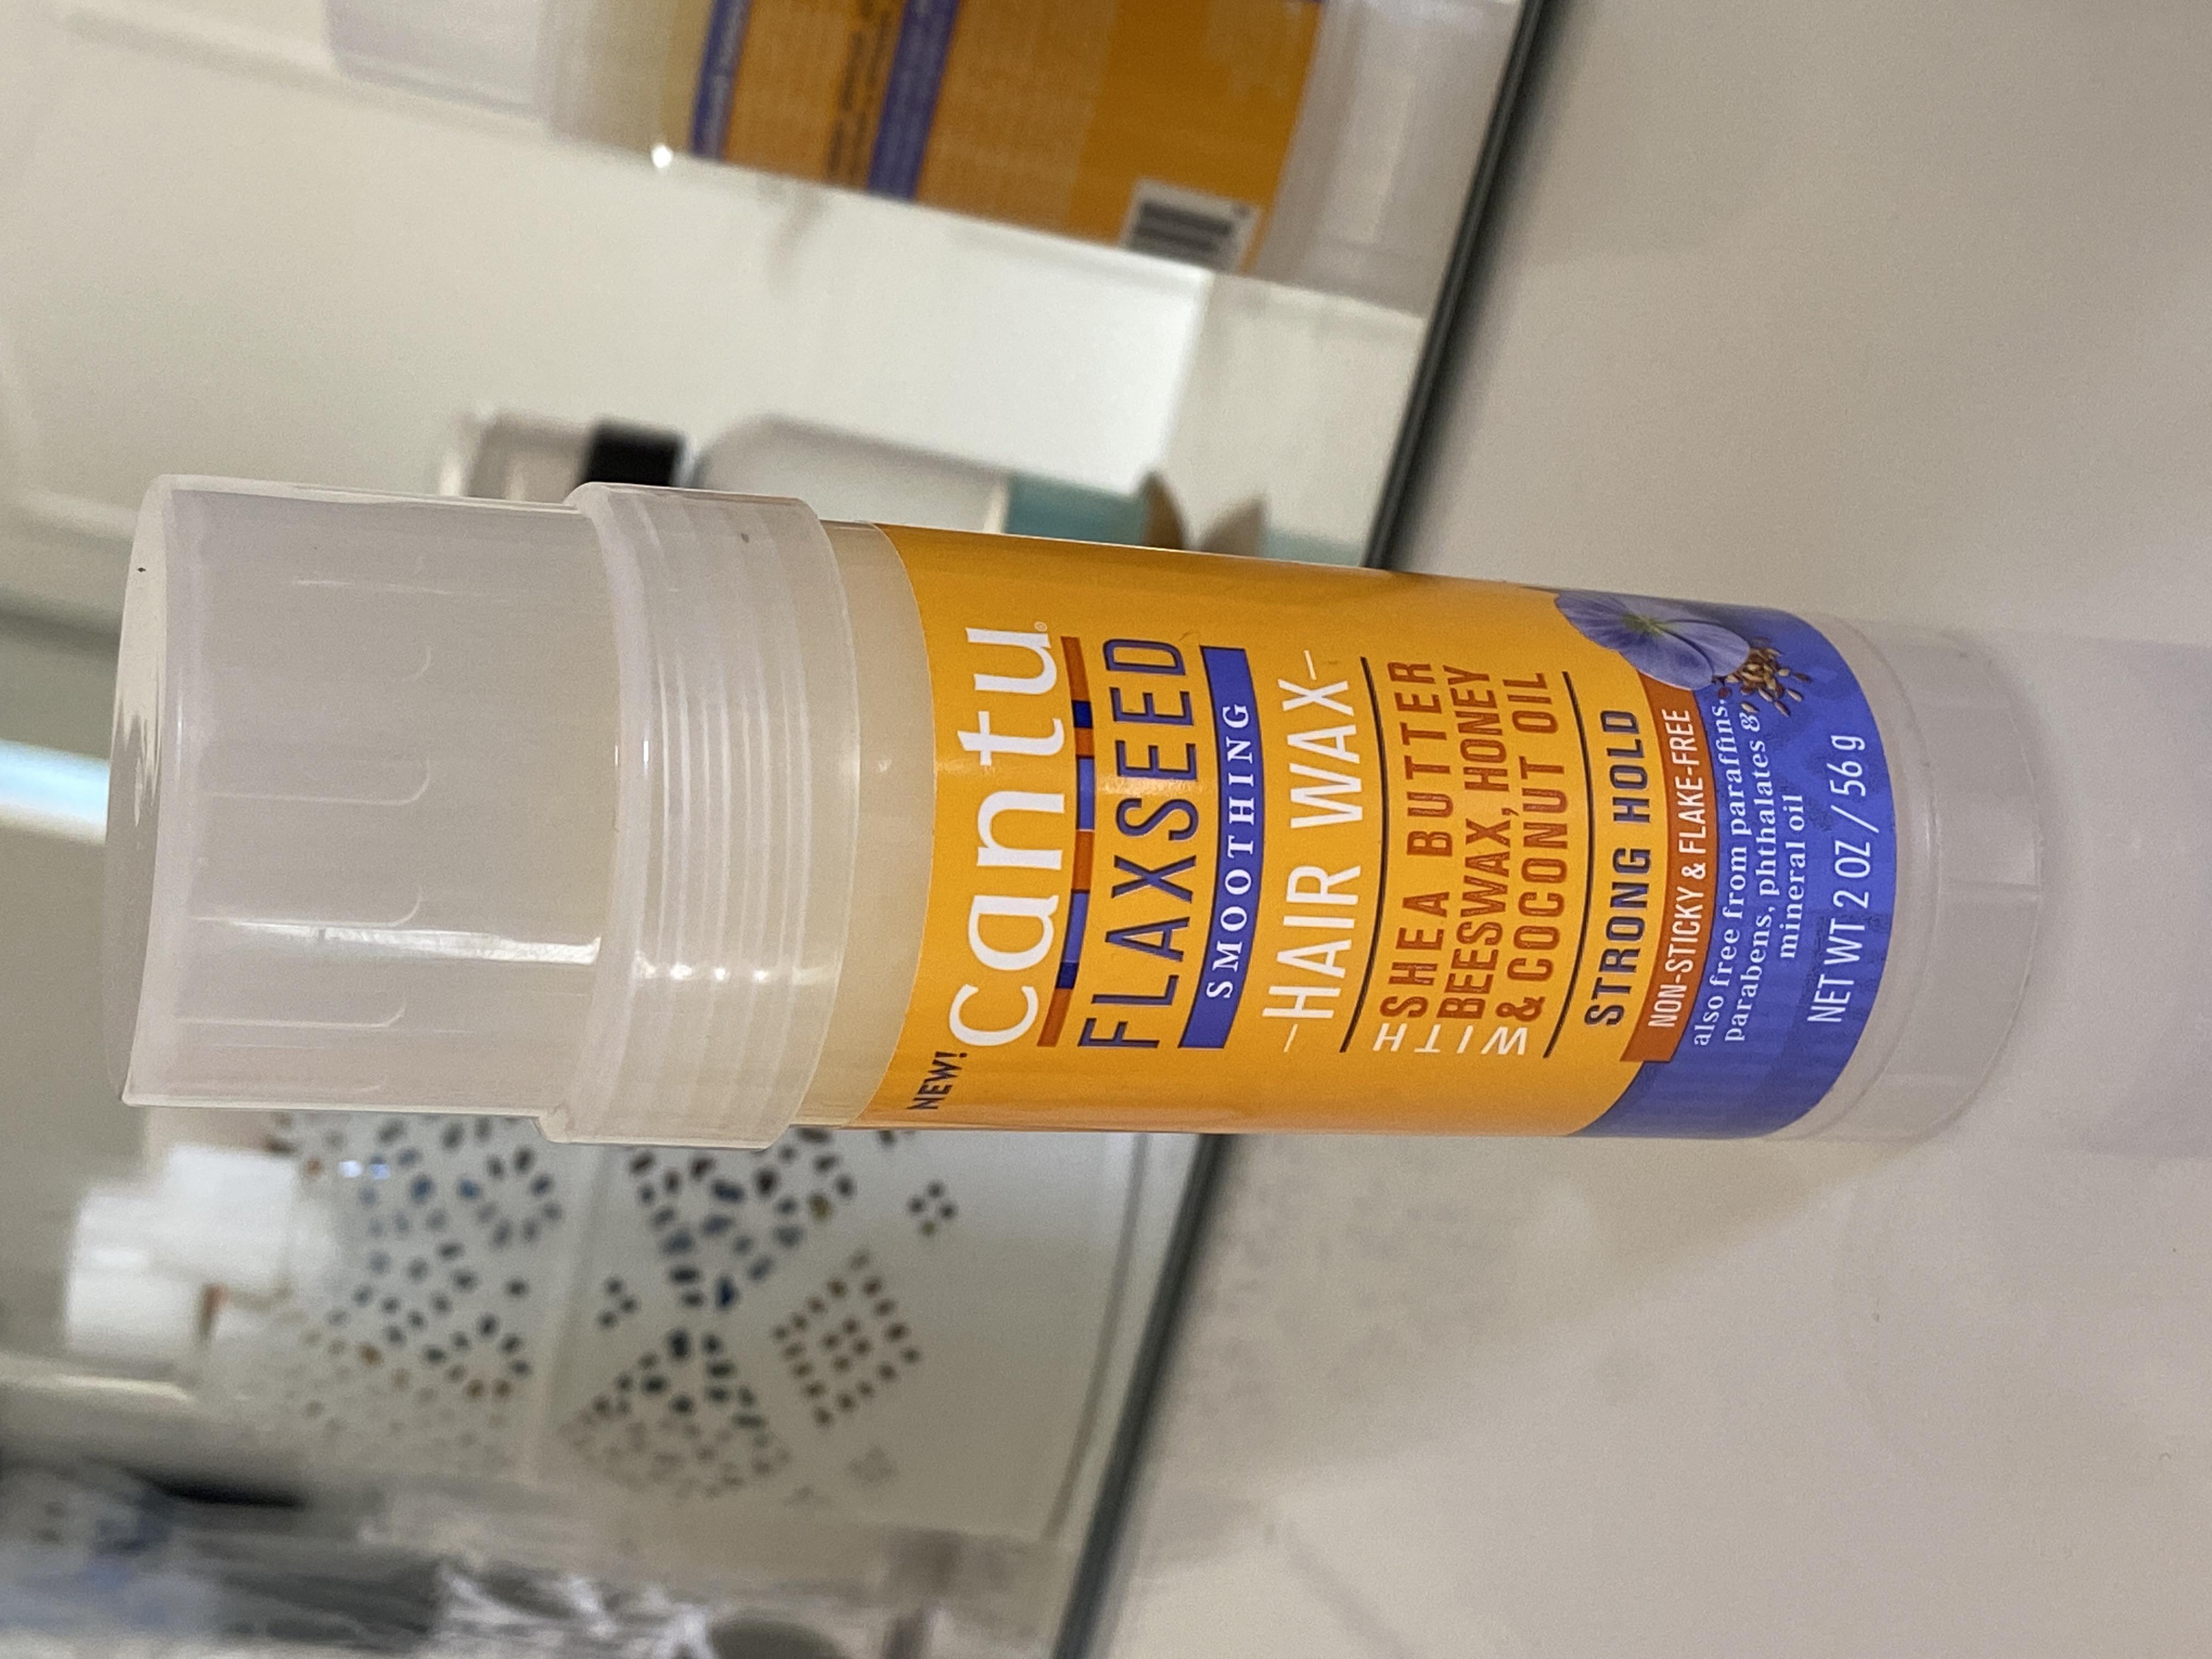 NEW!
cantu®
FLAXSEED
SMOOTHING
HAIR WAX
WITH
SHEA BUTTER
BEESWAX, HONEY
& COCONUT OIL
STRONG HOLD
NON-STICKY & FLAKE-FREE
also free from paraffins,
parabens, phthalates &
mineral oil
NET WT 2 OZ / 56 g